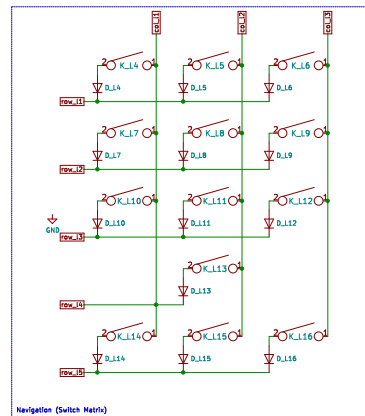 col_l1 col_l2 col_l3
2 K_L4 1 2 K_L5 1 2 K_L6 1
D_L4 D_L5 D_L6
row_l1
2 K_L7 1 2 K_L8 1 2 K_L9 1
D_L7 D_L8 D_L9
row_l2
2 K_L10 1 2 K_L11 1 2 K_L12 1
D_L10 D_L11 D_L12
GND
row_l3
2 K_L13 1
D_L13
row_l4
2 K_L14 1 2 K_L15 1 2 K_L16 1
D_L14 D_L15 D_L16
row_l5
Navigation (Switch Matrix)